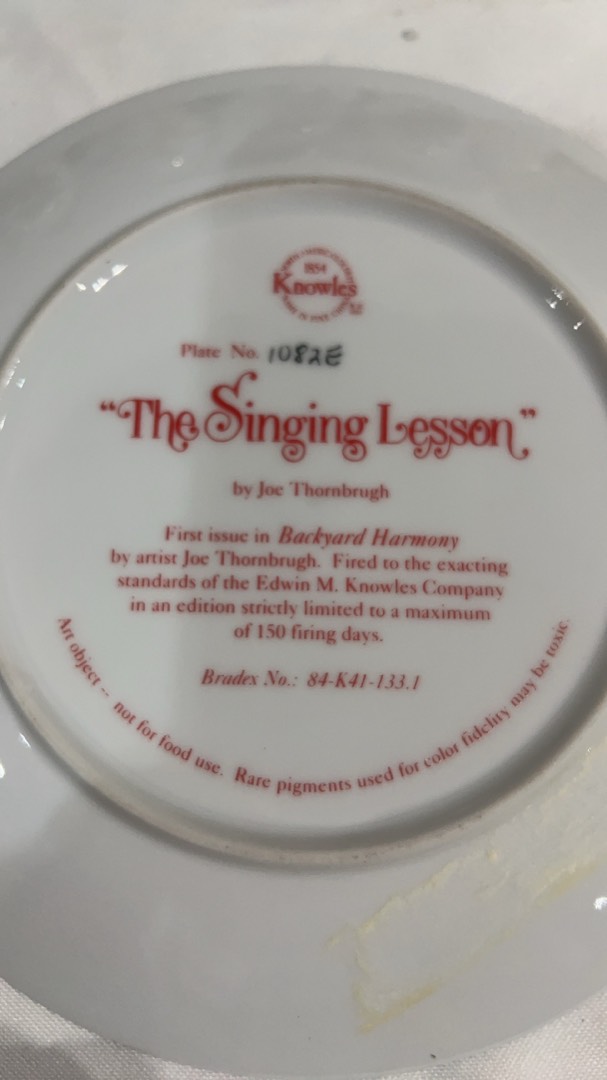 1854
Knowles
Plate No. 1082E
"The Singing Lesson"
by Joe Thornbrugh
First issue in Backyard Harmony
by artist Joe Thornbrugh. Fired to the exacting
standards of the Edwin M. Knowles Company
in an edition strictly limited to a maximum
of 150 firing days.
Bradex No.: 84-K41-133.1
Art object -- not for food use. Rare pigments used for color fidelity may be toxic.